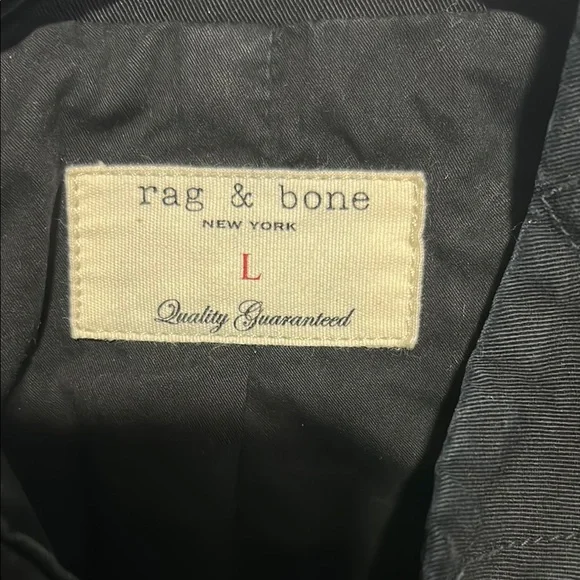 rag & bone
NEW YORK
L
Quality Guaranteed